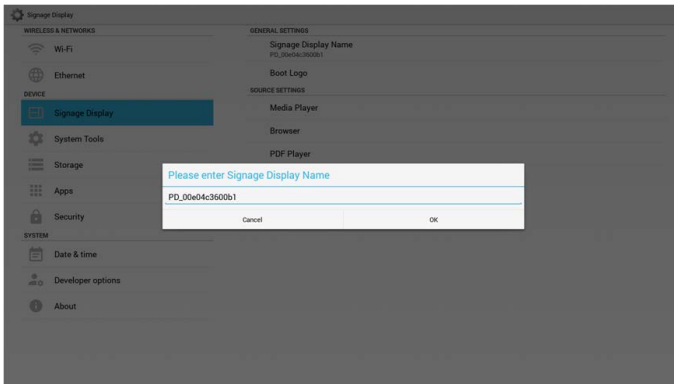 Signage Display
WIRELESS & NETWORKS
Wi-Fi
Ethernet
DEVICE
Signage Display
System Tools
Storage
Apps
Security
SYSTEM
Date & time
Developer options
About
GENERAL SETTINGS
Signage Display Name
PD_00e04c3600b1
Boot Logo
SOURCE SETTINGS
Media Player
Browser
PDF Player
Please enter Signage Display Name
PD_00e04c3600b1
Cancel
OK